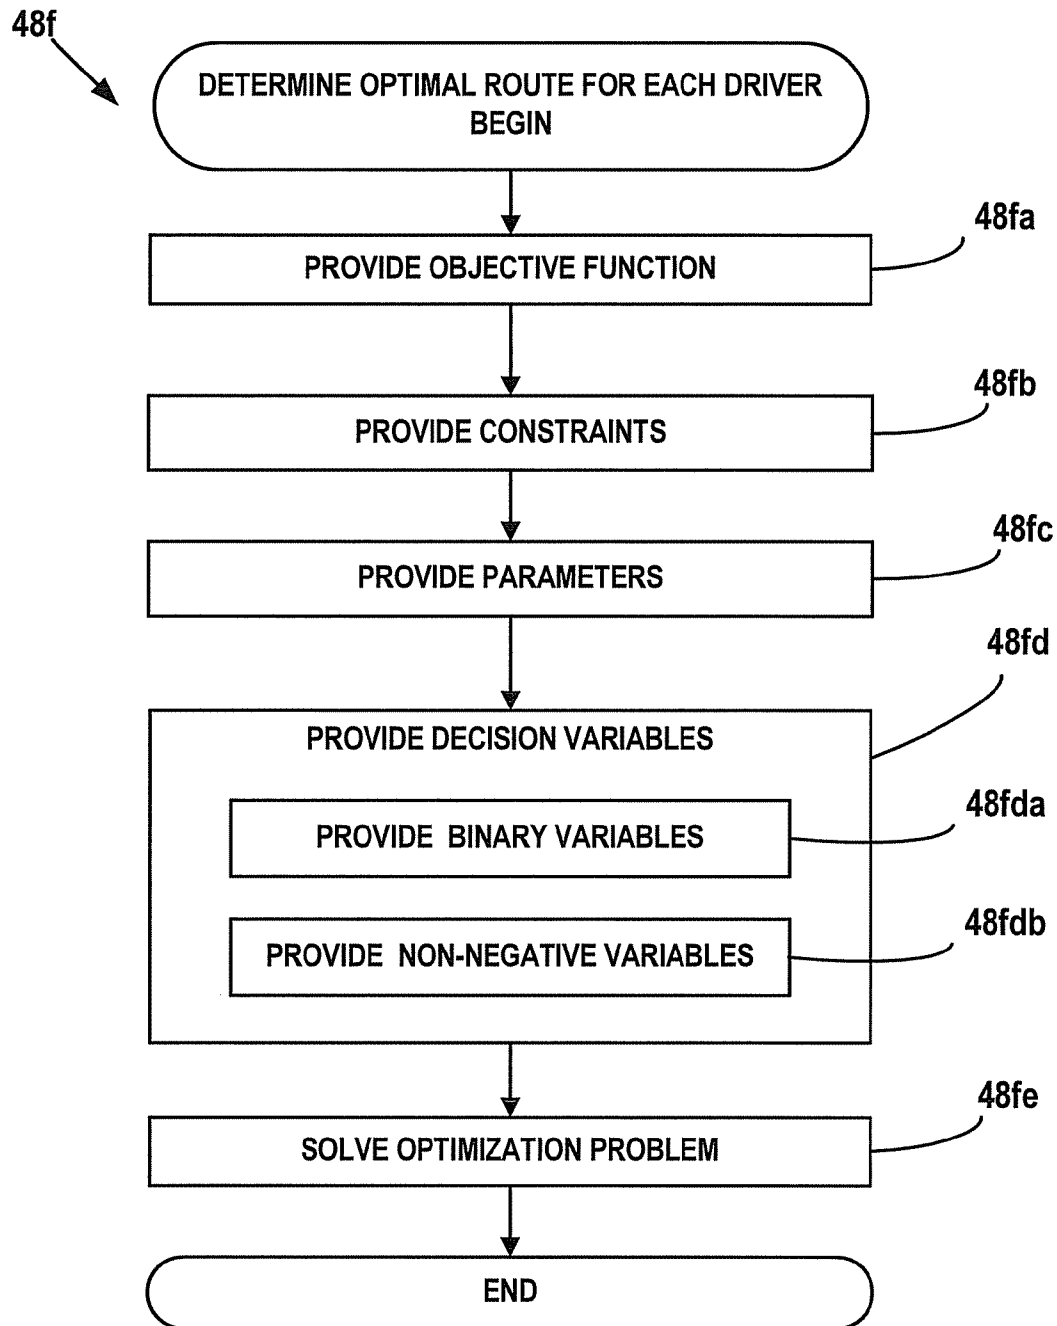 48f
DETERMINE OPTIMAL ROUTE FOR EACH DRIVER
BEGIN
48fa
PROVIDE OBJECTIVE FUNCTION
48fb
PROVIDE CONSTRAINTS
48fc
PROVIDE PARAMETERS
48fd
PROVIDE DECISION VARIABLES
48fda
PROVIDE BINARY VARIABLES
48fdb
PROVIDE NON-NEGATIVE VARIABLES
48fe
SOLVE OPTIMIZATION PROBLEM
END